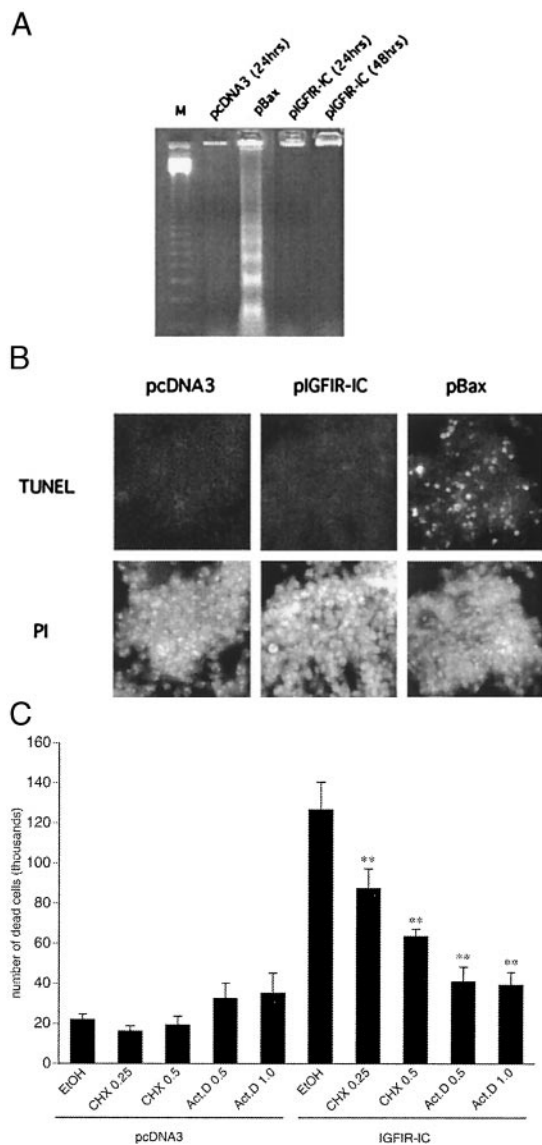 A
M
pcDNA3 (24hrs)
pBax
pIGFIR-IC (24hrs)
pIGFIR-IC (48hrs)
B
pcDNA3 pIGFIR-IC pBax
TUNEL
PI
C
number of dead cells (thousands)
160
140
120
100
80
60
40
20
0
** ** ** **
EtOH CHX 0.25 CHX 0.5 Act.D 0.5 Act.D 1.0 EtOH CHX 0.25 CHX 0.5 Act.D 0.5 Act.D 1.0
pcDNA3 IGFIR-IC